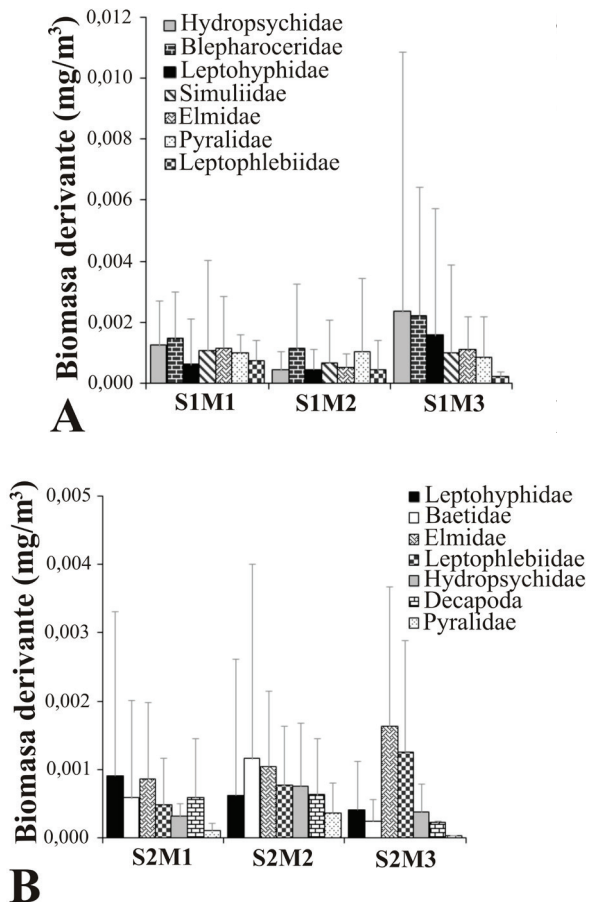 Biomasa derivante (mg/m³)
0,012
0,010
0,008
0,006
0,004
0,002
0,000
Hydropsychidae
Blepharoceridae
Leptohyphidae
Simuliidae
Elmidae
Pyralidae
Leptophlebiidae
S1M1 S1M2 S1M3
A
Biomasa derivante (mg/m³)
0,005
0,004
0,003
0,002
0,001
0,000
Leptohyphidae
Baetidae
Elmidae
Leptophlebiidae
Hydropsychidae
Decapoda
Pyralidae
S2M1 S2M2 S2M3
B